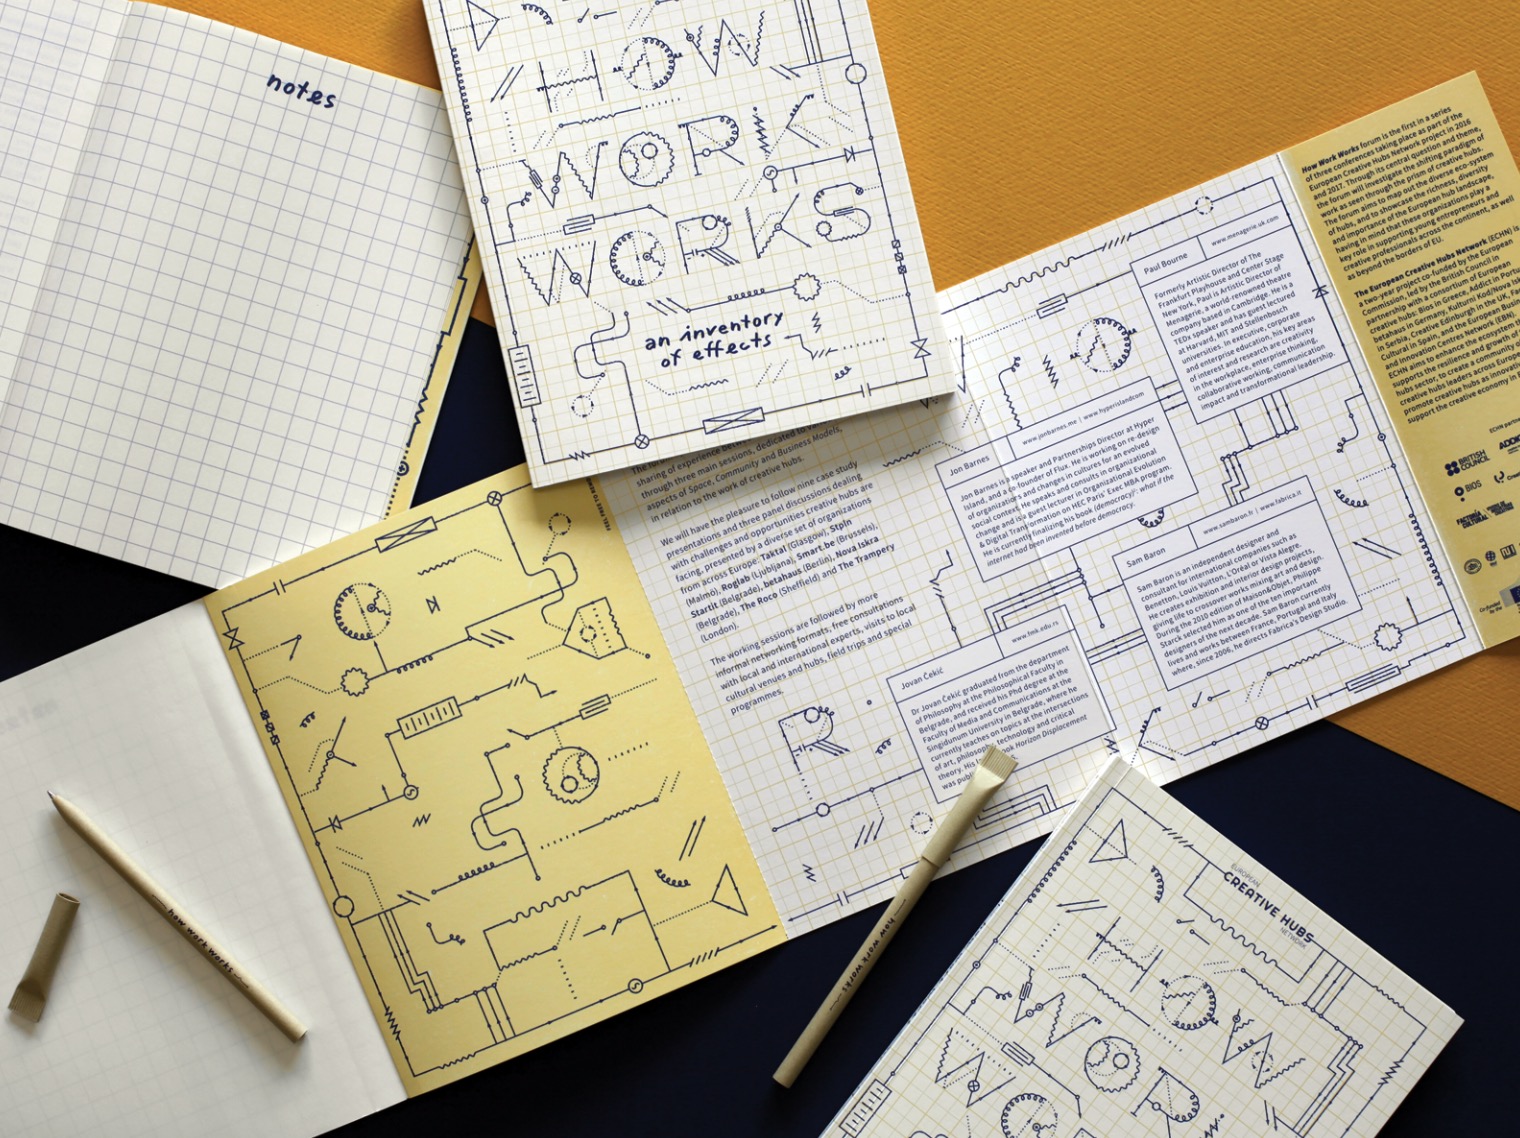 notes
HOW
WORK
WORKS
an inventory
of effects
How Work Works forum is the first in a series
of three conferences taking place as part of the
European Creative Hubs Network project in 2016
and 2017. Through its central question and theme,
the forum will investigate the shifting paradigm of
work as seen through the prism of creative hubs.
The forum aims to map out the diverse eco-system
of hubs, and to showcase the richness, diversity
and importance of the European hub landscape,
having in mind that these organizations play a
key role in supporting young entrepreneurs and
creative professionals across the continent, as well
as beyond the borders of EU.
The European Creative Hubs Network (ECHN) is
a two-year project co-funded by the European
Commission, led by the British Council in
partnership with a consortium of European
creative hubs: Bios in Greece, Addict in
betahaus in Germany, Kulturni Kod/Nova
in Serbia, Creative Edinburgh in the UK,
Cultural in Spain, and the European Business
and Innovation Centre Network (EBN).
ECHN aims to enhance the creative
supports the resilience and growth of
hubs sector, to create a community
creative hubs leaders across Europe
promote creative hubs as innovation
support the creative economy in
ECHN
BRITISH
COUNCIL
BIOS
Co-funded
by the
Paul Bourne
www.menagerie.uk.com
Formerly Artistic Director of The
Frankfurt Playhouse and Center Stage
New York, Paul is Artistic Director of
Menagerie, a world-renowned theatre
company based in Cambridge. He is a
TEDx speaker and has guest lectured
at Harvard, MIT and Stellenbosch
universities. In executive, corporate
and enterprise education, his key areas
of interest and research are creativity
in the workplace, enterprise thinking,
collaborative working, communication
impact and transformational leadership.
Jon Barnes
www.jonbarnes.me | www.hyperisland.com
Jon Barnes is a speaker and Partnerships Director at Hyper
Island, and a co-founder of Flux. He is working on re-design
of organizations and changes in cultures for an evolved
social context. He speaks and consults in organizational
change and is a guest lecturer in Organizational Evolution
& Digital Transformation on HEC Paris' Exec MBA program.
He is currently finalizing his book (democracy)²: what if the
internet had been invented before democracy.
Sam Baron
www.sambaron.fr | www.fabrica.it
Sam Baron is an independent designer and
consultant for international companies such as
Benetton, Louis Vuitton, L'Oréal or Vista Alegre.
He creates exhibition and interior design projects,
giving life to crossover works mixing art and design.
During the 2010 edition of Maison&Objet, Philippe
Starck selected him as one of the ten important
designers of the next decade. Sam Baron currently
lives and works between France, Portugal and Italy
where, since 2006, he directs Fabrica's Design Studio.
Jovan Čekić
www.fmk.edu.rs
Dr Jovan Čekić graduated from the department
of Philosophy at the Philosophical Faculty in
Belgrade, and received his Phd degree at the
Faculty of Media and Communications at the
Singidunum University in Belgrade, where he
currently teaches on topics at the intersections
of art, philosophy, technology and critical
theory. His book Horizon Displacement
was
sharing of experience
through three main sessions, dedicated to
aspects of Space, Community and Business Models,
in relation to the work of creative hubs.
We will have the pleasure to follow nine case study
presentations and three panel discussions dealing
with challenges and opportunities creative hubs are
facing, presented by a diverse set of organizations
from across Europe: Taktal (Glasgow), Stpln
(Malmo), Roglab (Ljubljana), Smart.be (Brussels),
Startit (Belgrade), betahaus (Berlin), Nova Iskra
(Belgrade), The Roco (Sheffield) and The Trampery
(London).
The working sessions are followed by more
informal networking formats, free consultations
with local and international experts, visits to local
cultural venues and hubs, field trips and special
programmes.
R
how work works
how work works
EUROPEAN
CREATIVE HUBS
NETWORK
HOW
WOR